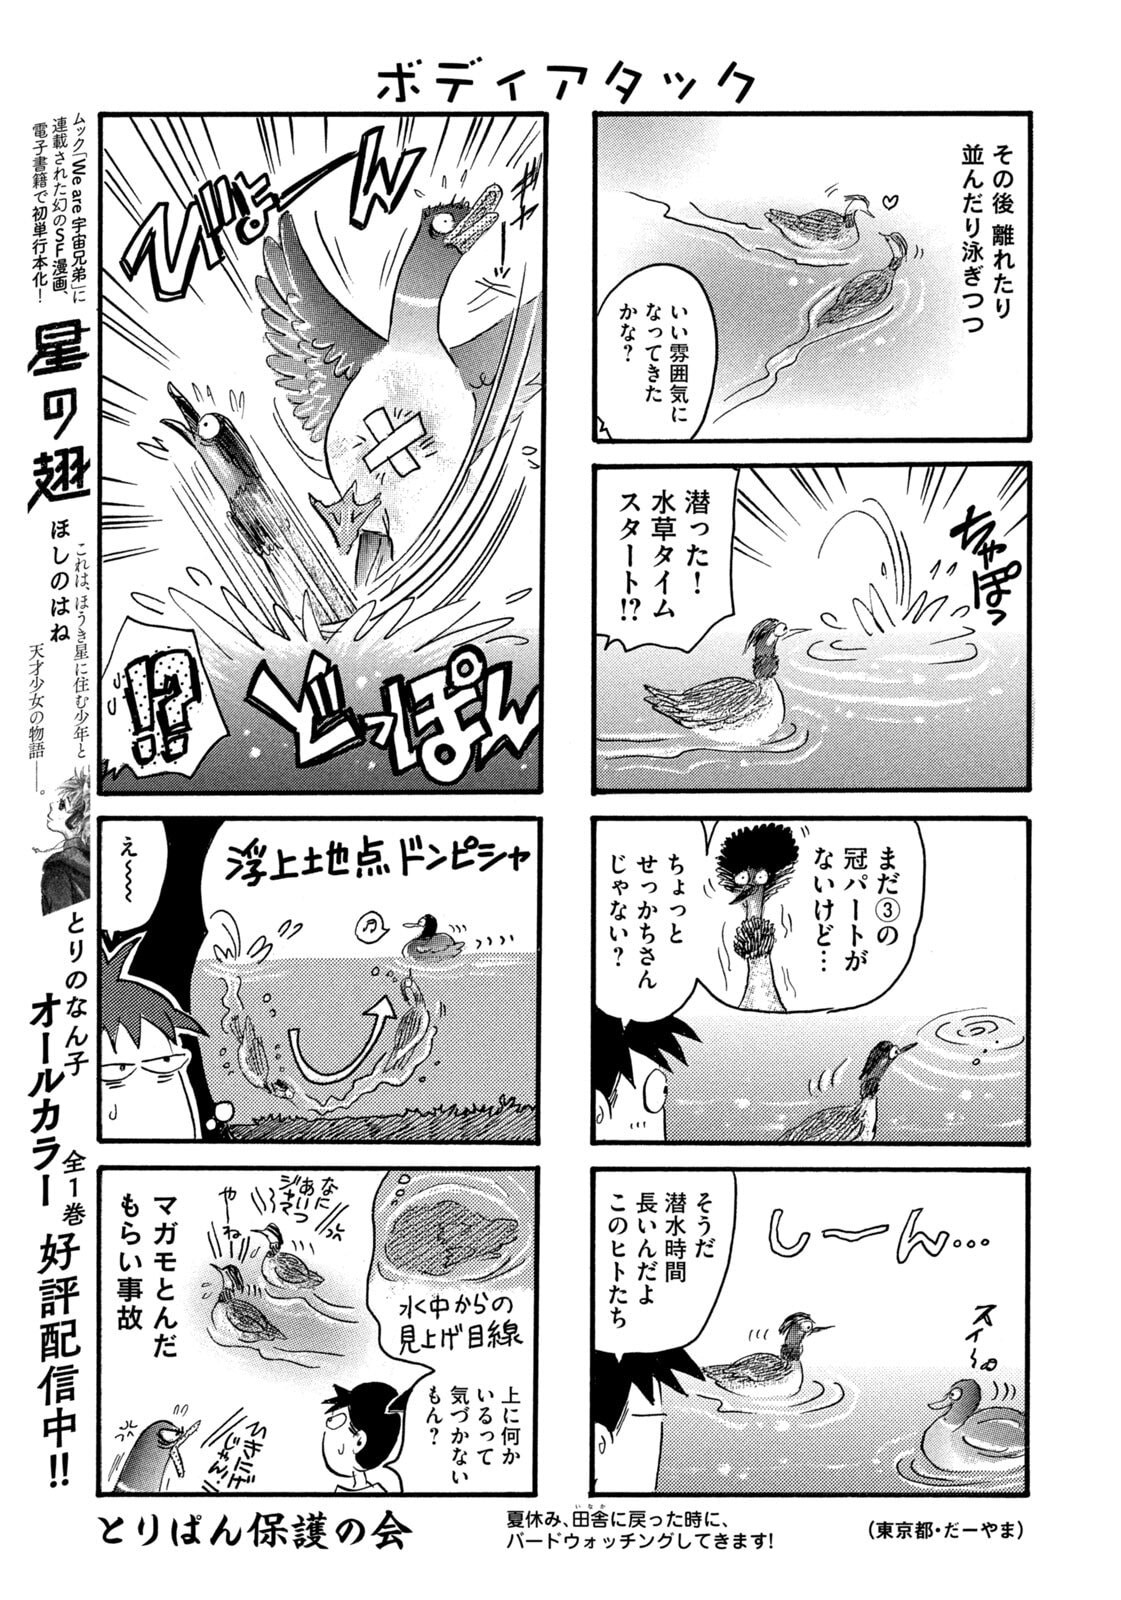 ボディアタック
その後 離れたり
並んだり泳ぎつつ
いい雰囲気に
なってきた
かな?
潜った!
水草タイム
スタート!?
ちゃぽっ
まだ③の
冠パートが
ないけど…
ちょっと
せっかちさん
じゃない?
しーん…
そうだ
潜水時間
長いんだよ
このヒトたち
スイ〜
びよーん
どっぽん
!?
浮上地点ドンピシャ
え〜〜〜
水中からの
見上げ目線
上に何か
いるって
気づかない
もん?
なに
あいつ
ジャマ
やーね
マガモとんだ
もらい事故
ひきにげ
じゃん!
ムック「We are 宇宙兄弟」に
連載された幻のSF漫画、
電子書籍で初単行本化!
星の翅
ほしのはね
これは、ほうき星に住む少年と
天才少女の物語――。
とりのなん子
オールカラー
全1巻
好評配信中!!
とりぱん保護の会
夏休み、田舎に戻った時に、
いなか
バードウォッチングしてきます!
(東京都・だーやま)